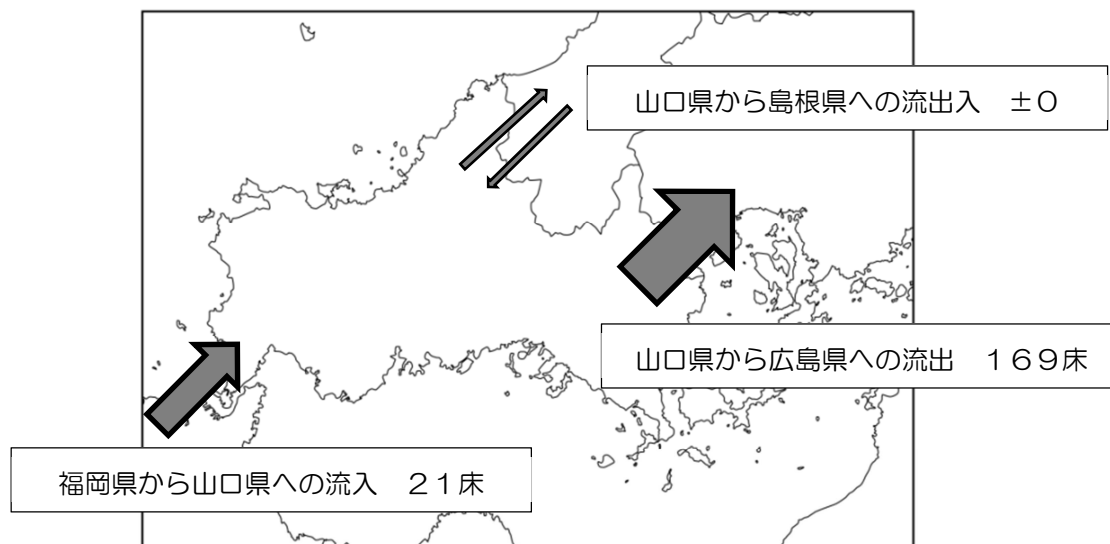 山口県から島根県への流出入　±０
山口県から広島県への流出　１６９床
福岡県から山口県への流入　２１床